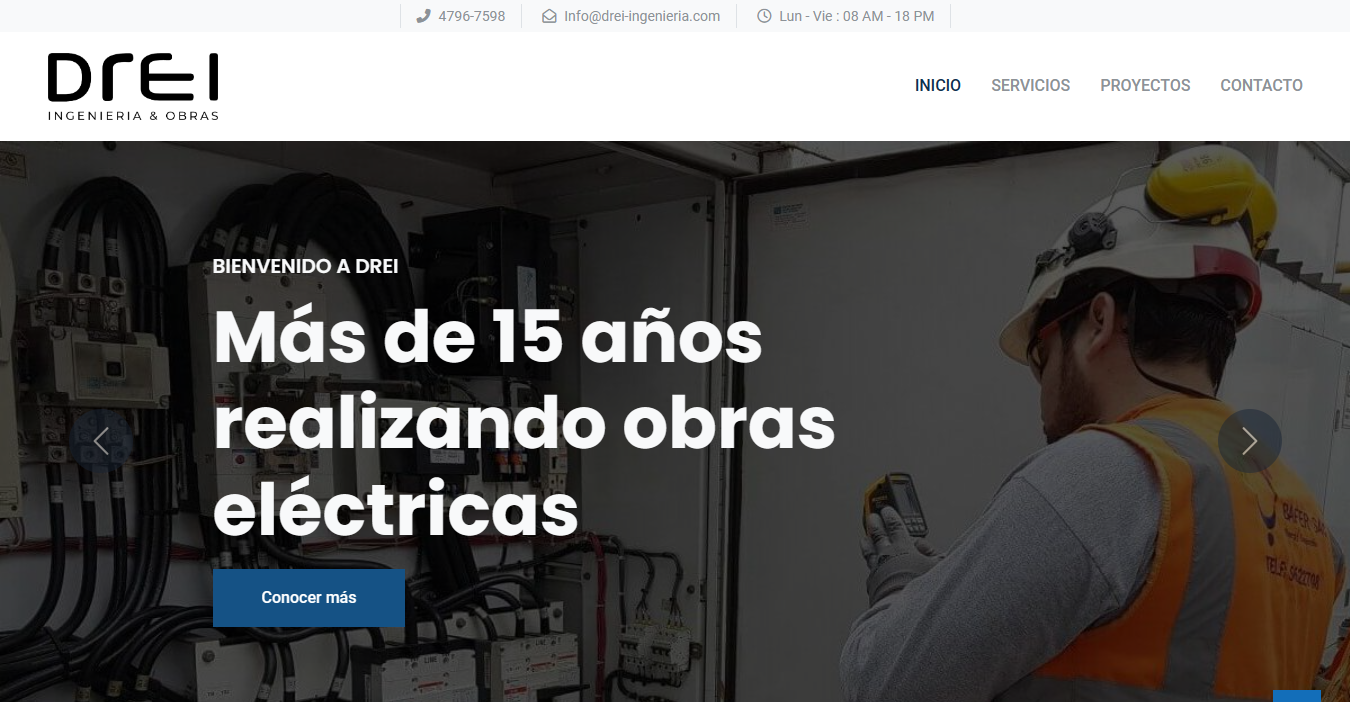 4796-7598
Info@drei-ingenieria.com
Lun - Vie : 08 AM - 18 PM
DREI
INGENIERIA & OBRAS
INICIO
SERVICIOS
PROYECTOS
CONTACTO
BIENVENIDO A DREI
Más de 15 años
realizando obras
eléctricas
Conocer más